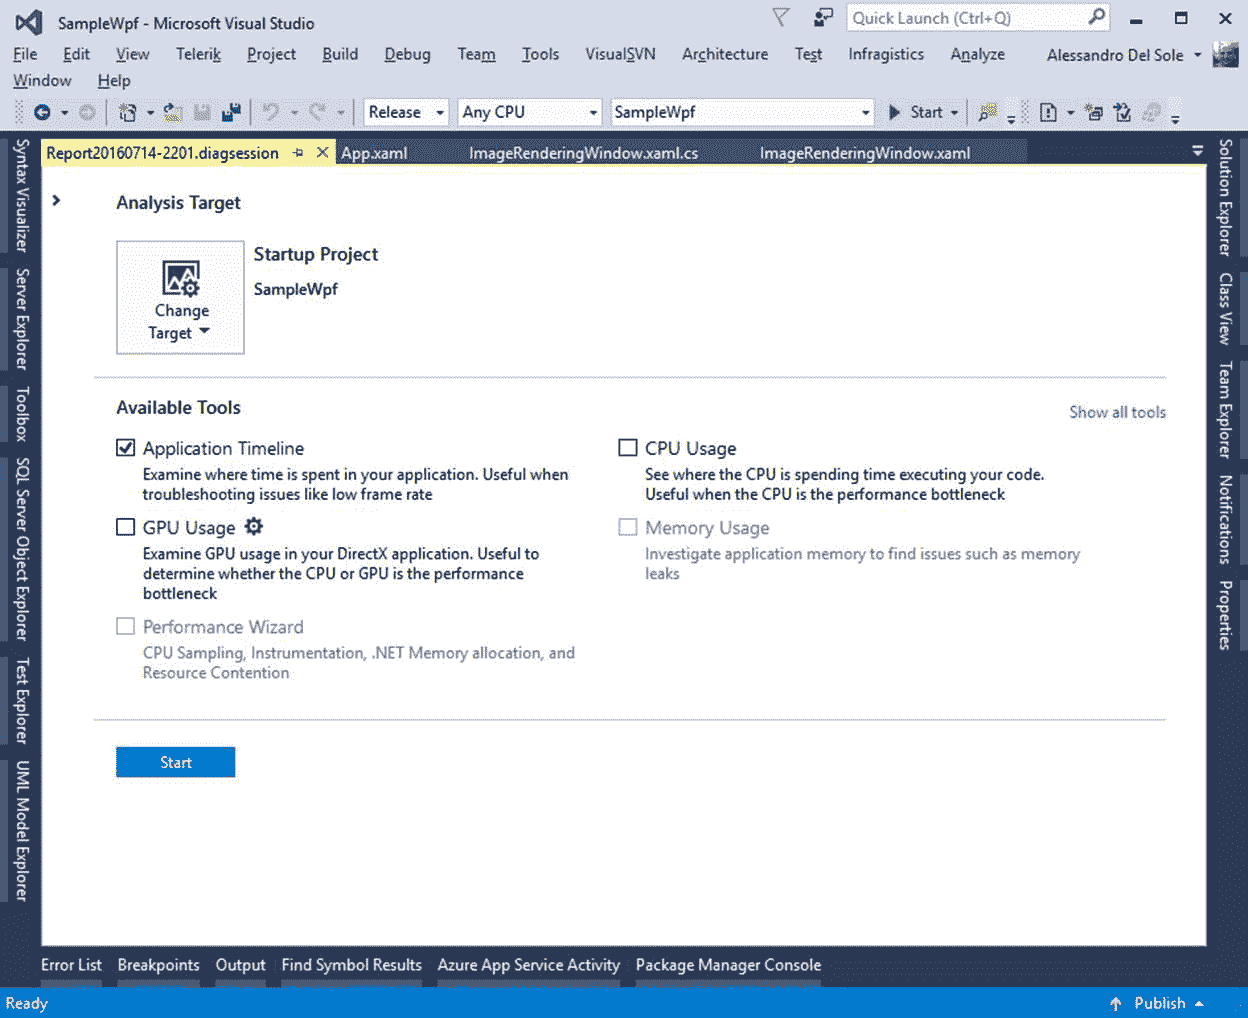 SampleWpf - Microsoft Visual Studio
Quick Launch (Ctrl+Q)
File Edit View Telerik Project Build Debug Team Tools VisualSVN Architecture Test Infragistics Analyze Alessandro Del Sole
Window Help
Release Any CPU SampleWpf Start
Report20160714-2201.diagsession App.xaml ImageRenderingWindow.xaml.cs ImageRenderingWindow.xaml
Syntax Visualizer
Server Explorer
Toolbox
SQL Server Object Explorer
Test Explorer
UML Model Explorer
Analysis Target
Change
Target
Startup Project
SampleWpf
Available Tools
Show all tools
Application Timeline
Examine where time is spent in your application. Useful when
troubleshooting issues like low frame rate
CPU Usage
See where the CPU is spending time executing your code.
Useful when the CPU is the performance bottleneck
GPU Usage
Examine GPU usage in your DirectX application. Useful to
determine whether the CPU or GPU is the performance
bottleneck
Memory Usage
Investigate application memory to find issues such as memory
leaks
Performance Wizard
CPU Sampling, Instrumentation, .NET Memory allocation, and
Resource Contention
Start
Solution Explorer
Class View
Team Explorer
Notifications
Properties
Error List Breakpoints Output Find Symbol Results Azure App Service Activity Package Manager Console
Ready
Publish